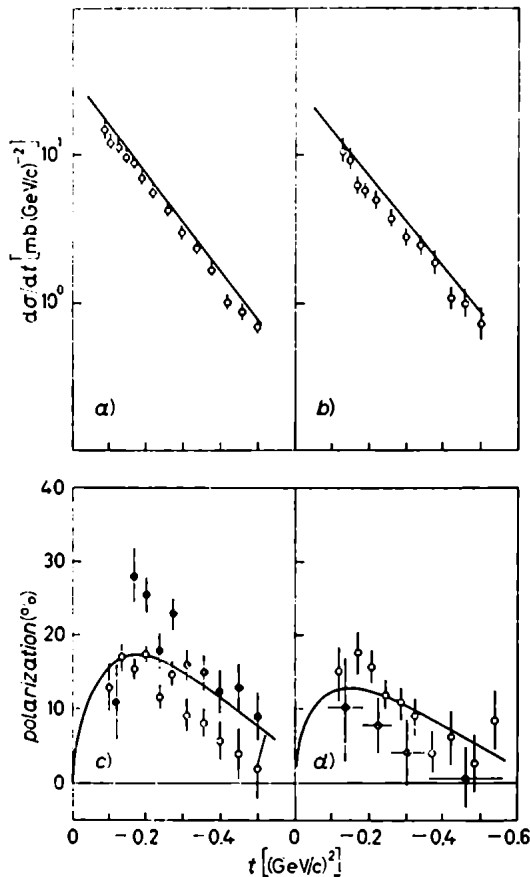 dσ/dt [mb(GeV/c)⁻²]
10¹
10⁰
a)
b)
polarization(%)
40
30
20
10
0
c)
d)
0
-0.2
-0.4
0
-0.2
-0.4
-0.6
t [(GeV/c)²]